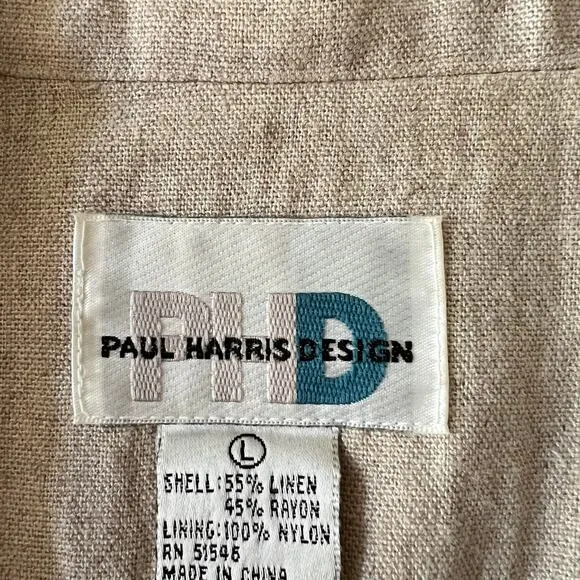 PHD
PAUL HARRIS DESIGN
L
SHELL: 55% LINEN
45% RAYON
LINING: 100% NYLON
RN 51546
MADE IN CHINA